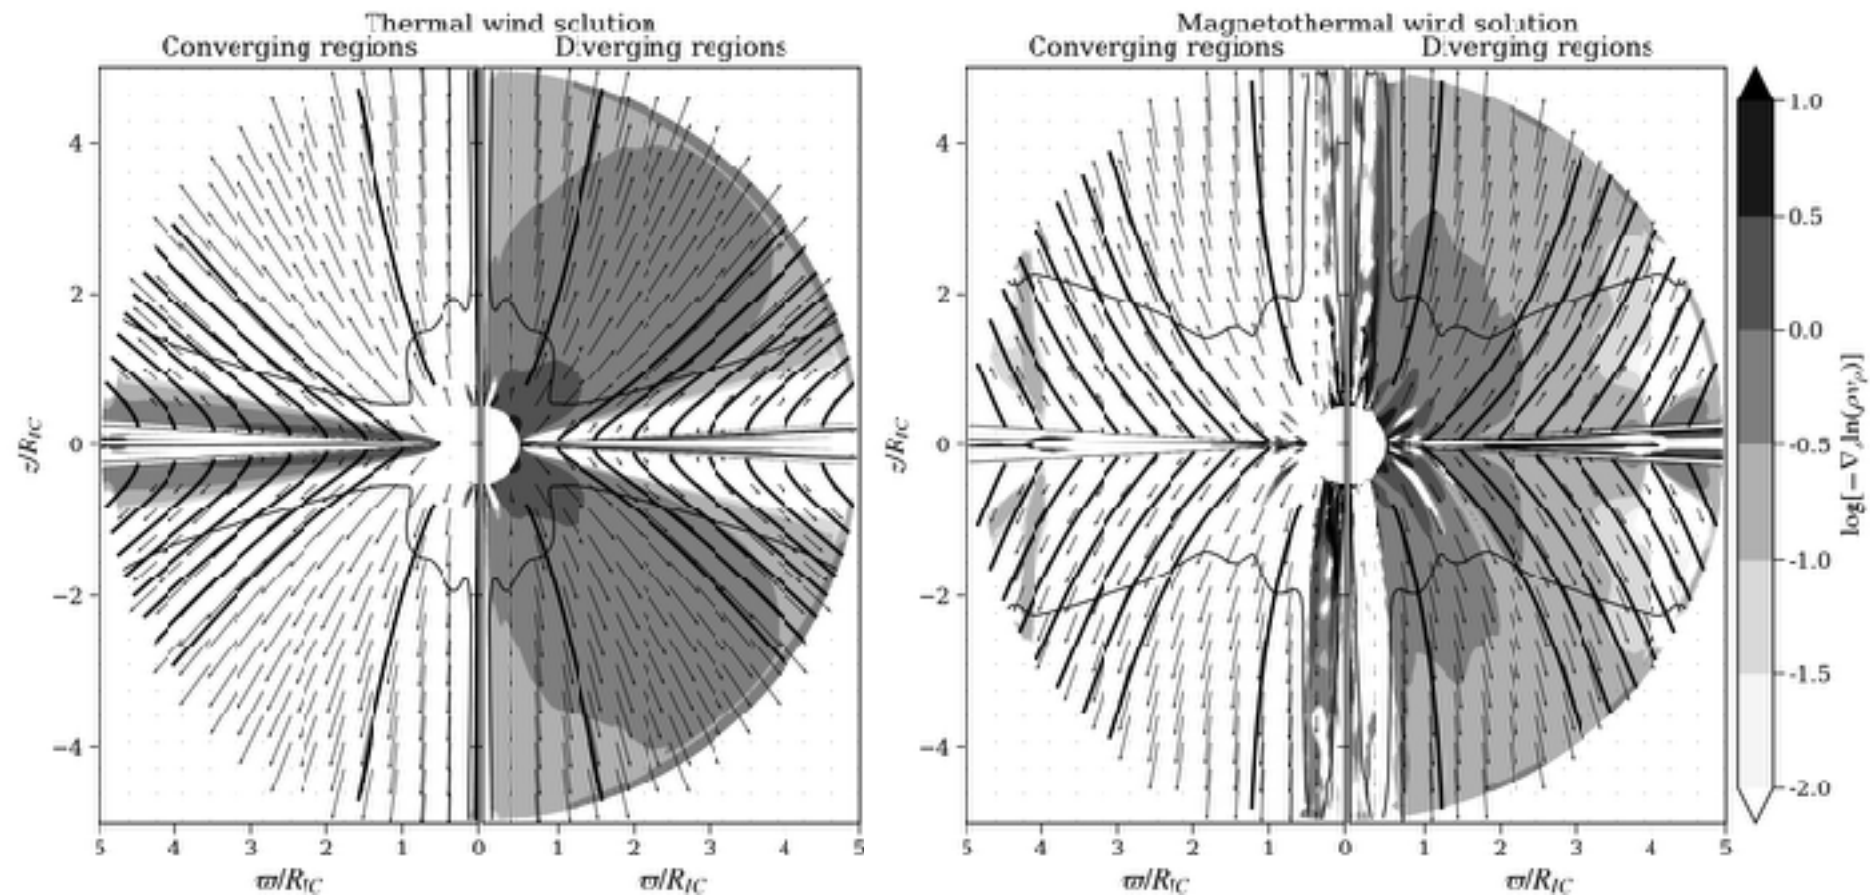 Thermal wind solution
Converging regions Diverging regions
Magnetothermal wind solution
Converging regions Diverging regions
4
2
0
−2
−4
z/R_IC
5 4 3 2 1 0 1 2 3 4 5
ϖ/R_IC ϖ/R_IC
4
2
0
−2
−4
z/R_IC
5 4 3 2 1 0 1 2 3 4 5
ϖ/R_IC ϖ/R_IC
1.0
0.5
0.0
-0.5
-1.0
-1.5
-2.0